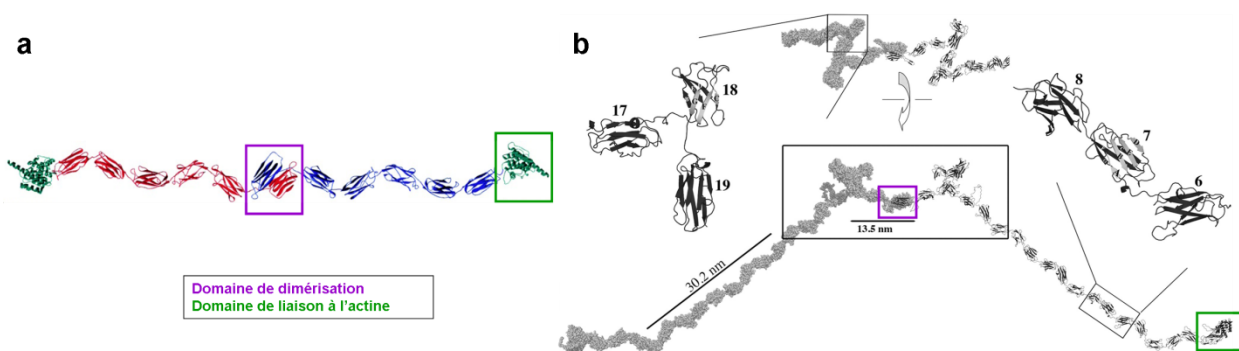 a
b
17
18
19
8
7
6
13.5 nm
30.2 nm
Domaine de dimérisation
Domaine de liaison à l'actine